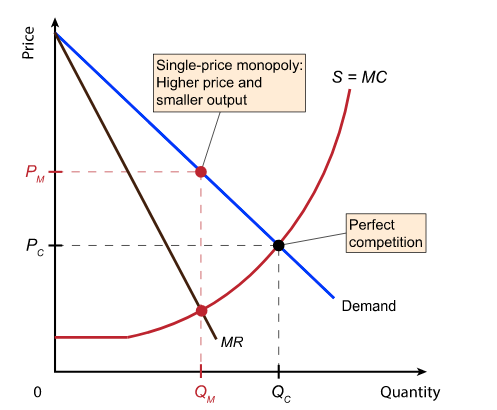 Price
Single-price monopoly:
Higher price and
smaller output
S = MC
P_M
P_C
Perfect
competition
Demand
MR
0
Q_M
Q_C
Quantity